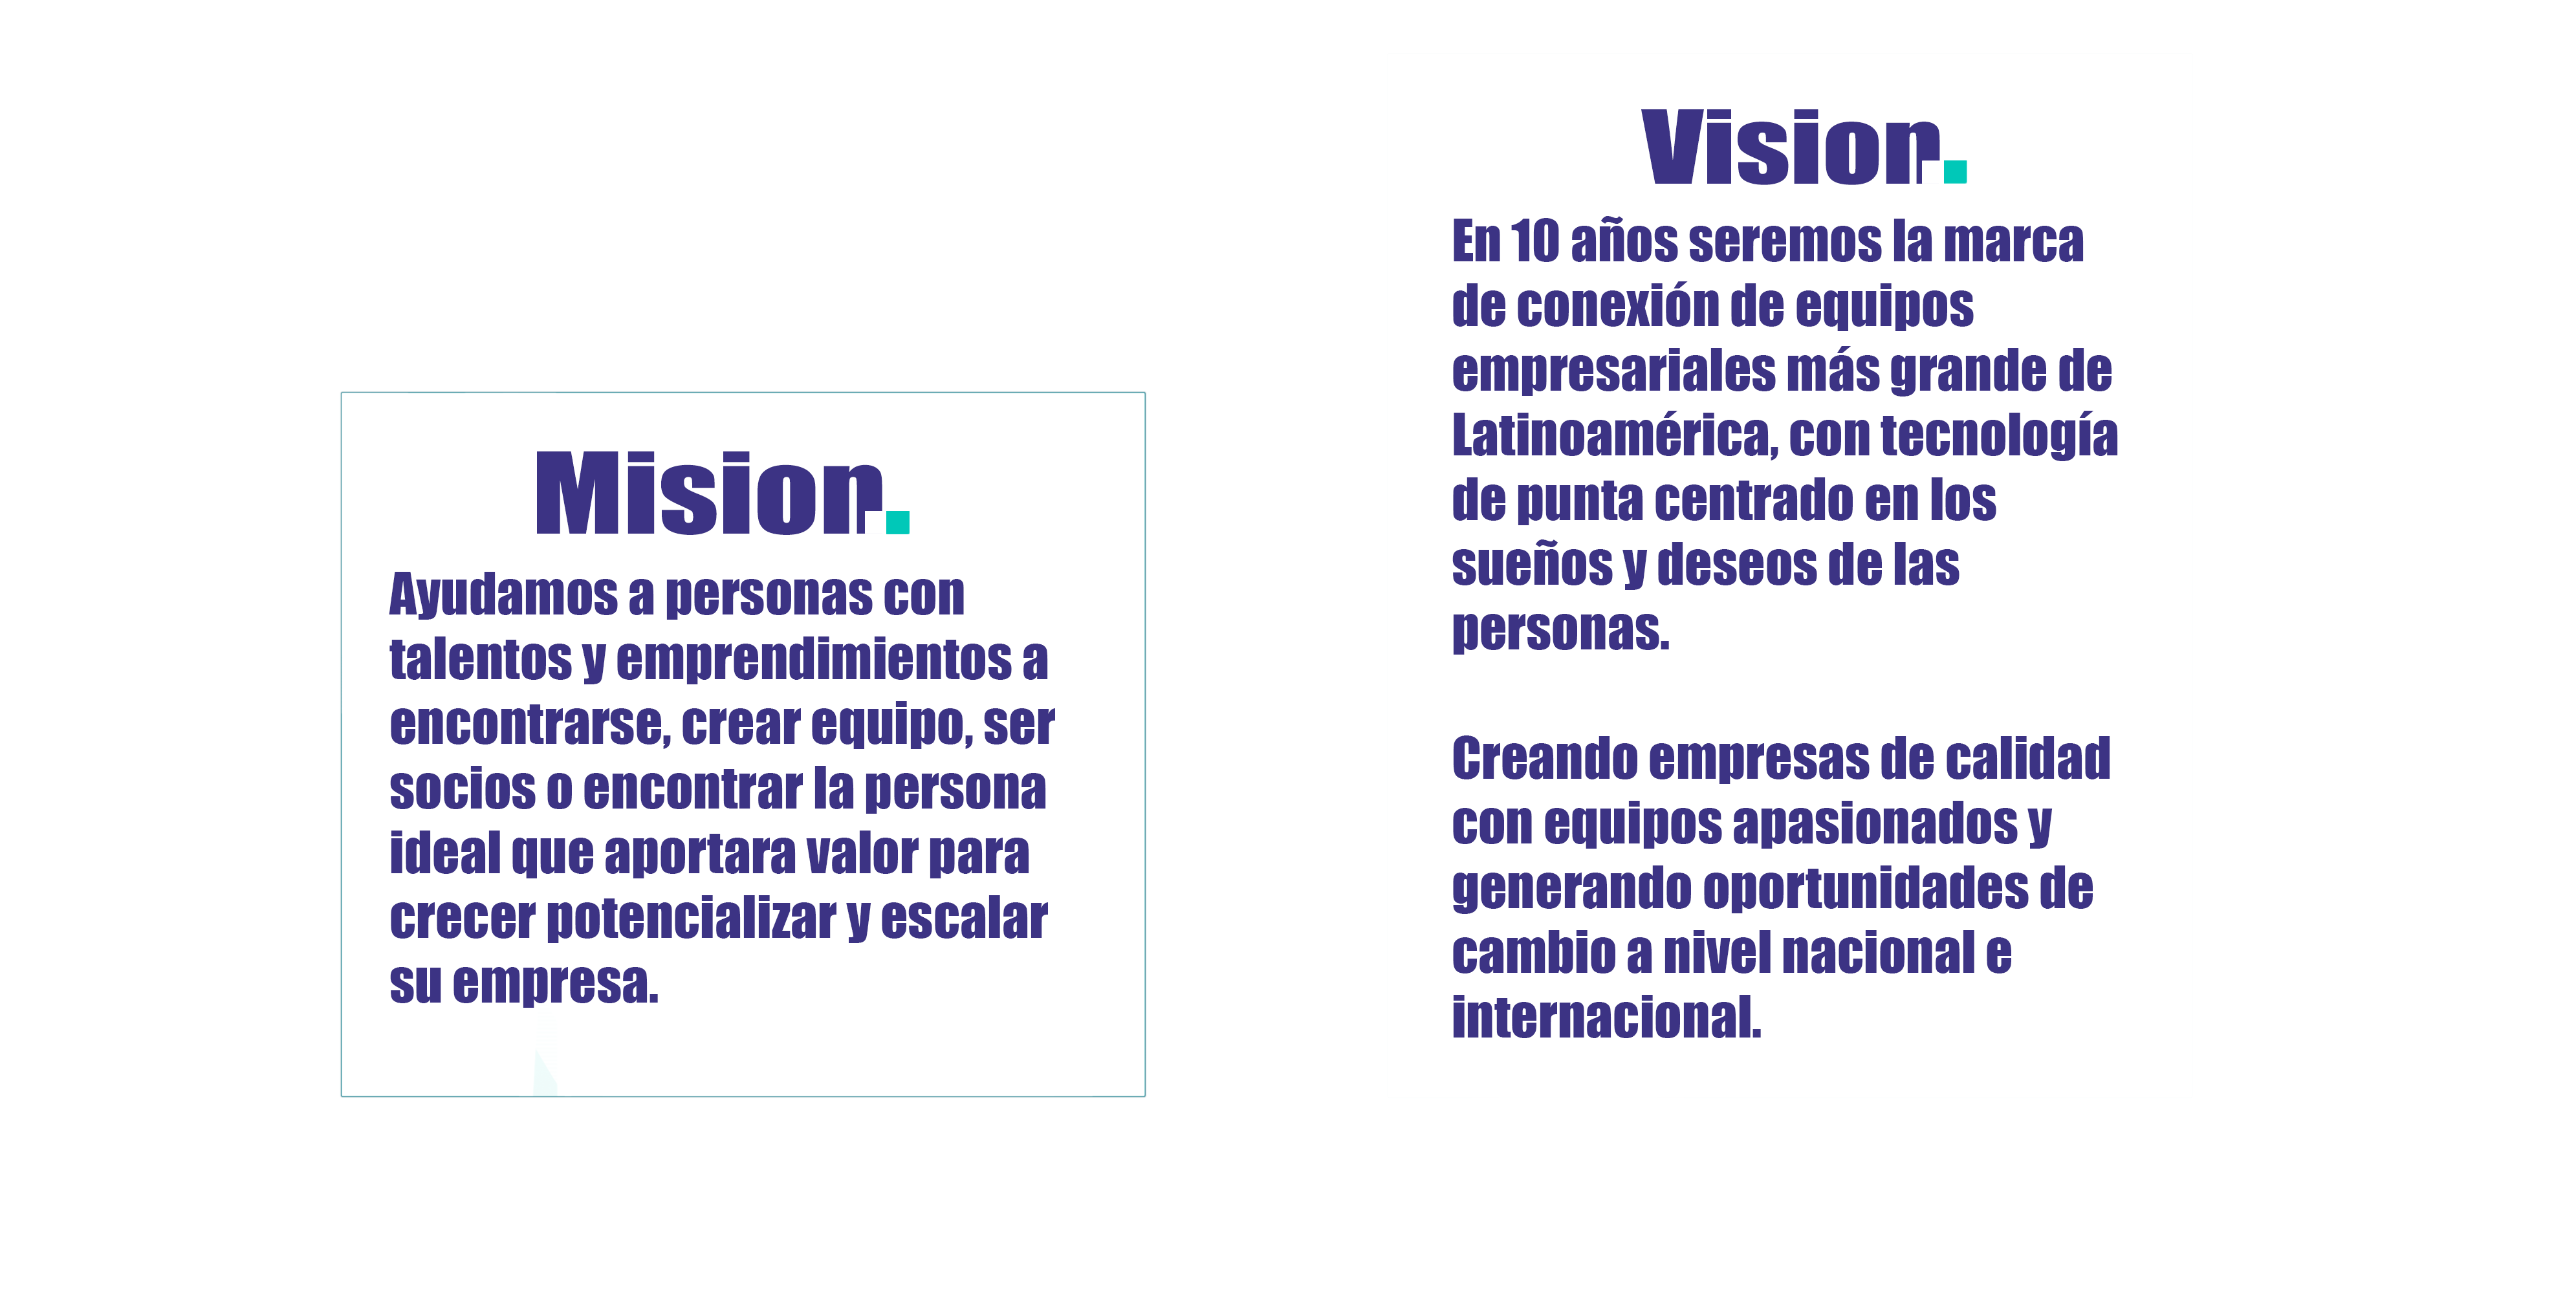 Mision.
Ayudamos a personas con
talentos y emprendimientos a
encontrarse, crear equipo, ser
socios o encontrar la persona
ideal que aportara valor para
crecer potencializar y escalar
su empresa.
Vision.
En 10 años seremos la marca
de conexión de equipos
empresariales más grande de
Latinoamérica, con tecnología
de punta centrado en los
sueños y deseos de las
personas.
Creando empresas de calidad
con equipos apasionados y
generando oportunidades de
cambio a nivel nacional e
internacional.